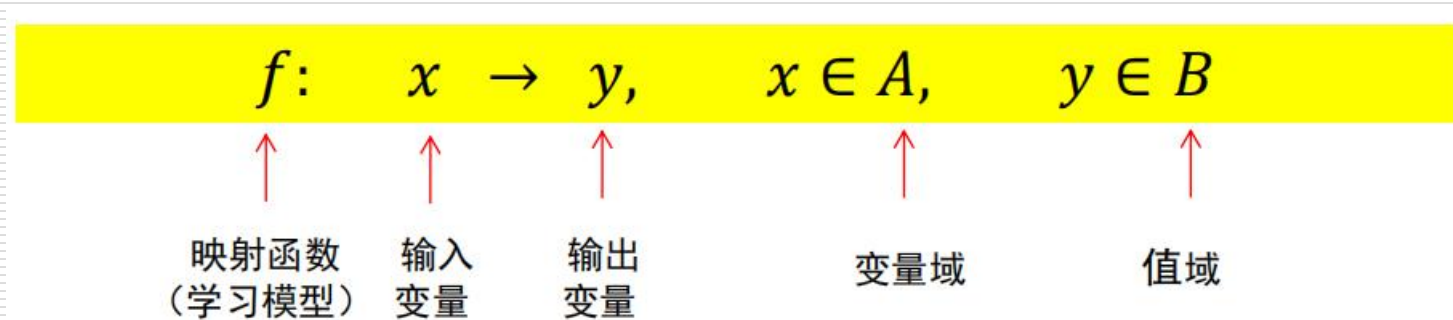 f: x → y, x ∈ A, y ∈ B
映射函数 输入 输出 变量域 值域
（学习模型） 变量 变量